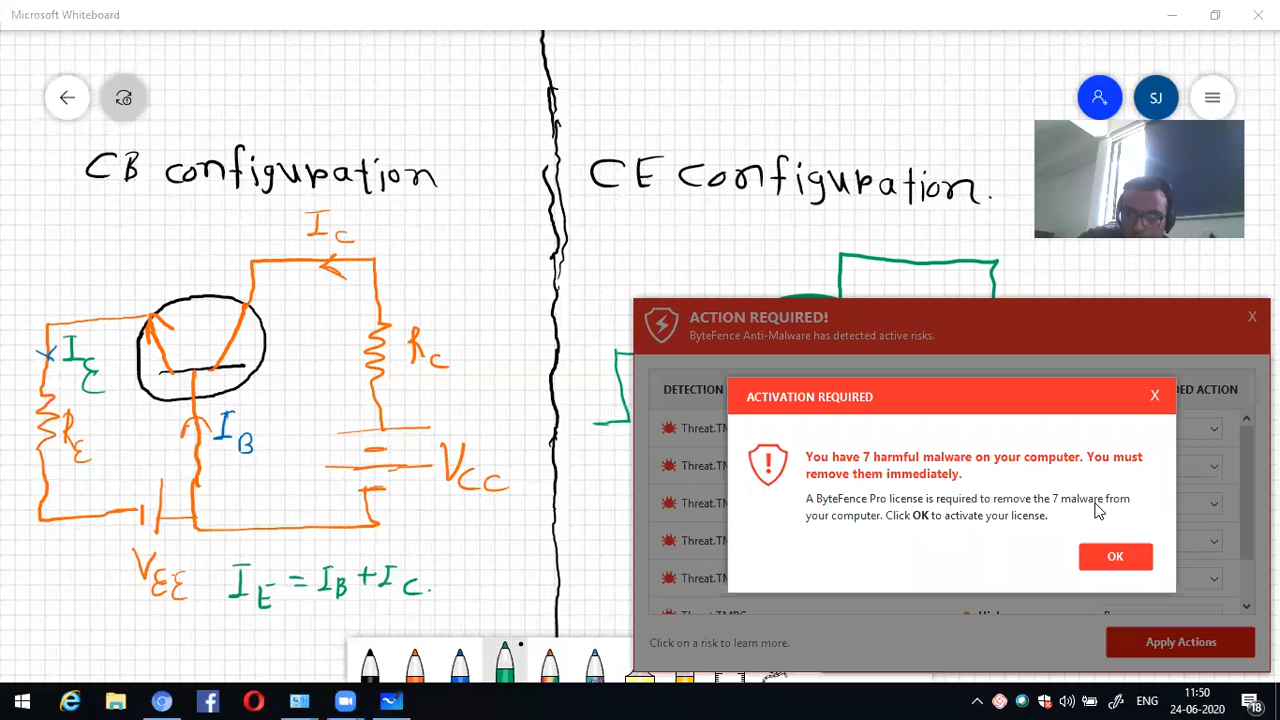 Microsoft Whiteboard
SJ
CB configuration
CE Configuration.
IC
IE
RC
RE
IB
VCC
VEE
IE = IB + IC.
ACTION REQUIRED!
X
ByteFence Anti-Malware has detected active risks.
DETECTION
DED ACTION
ACTIVATION REQUIRED
X
Threat.TM
Threat.TM
Threat.TM
Threat.TM
Threat.TM
You have 7 harmful malware on your computer. You must
remove them immediately.
A ByteFence Pro license is required to remove the 7 malware from
your computer. Click OK to activate your license.
OK
Click on a risk to learn more.
Apply Actions
ENG
11:50
24-06-2020
18